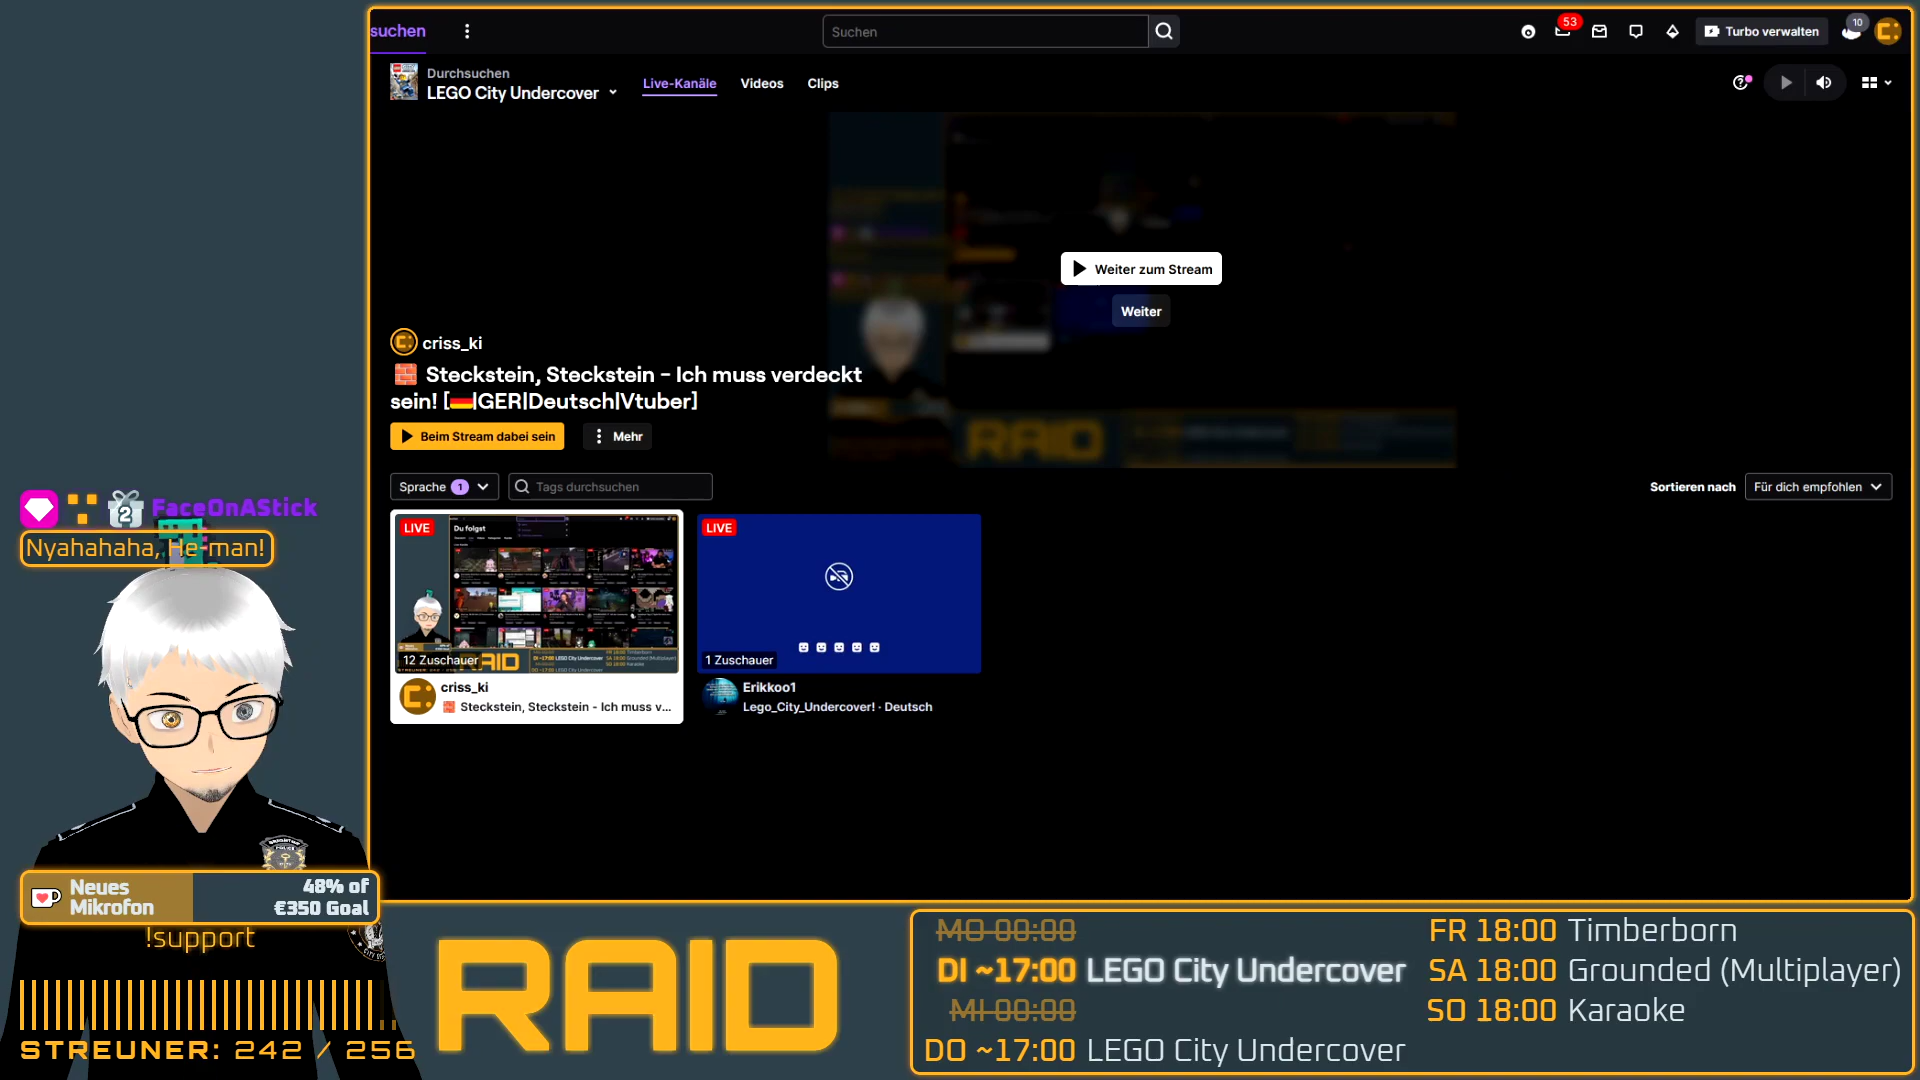 suchen
Suchen
53
Turbo verwalten
10
Durchsuchen
LEGO City Undercover
Live-Kanäle
Videos
Clips
Weiter zum Stream
Weiter
criss_ki
Steckstein, Steckstein - Ich muss verdeckt
sein! [🇩🇪|GER|Deutsch|Vtuber]
Beim Stream dabei sein
Mehr
Sprache 1
Tags durchsuchen
Sortieren nach
Für dich empfohlen
LIVE
Du folgst
12 Zuschauer
criss_ki
Steckstein, Steckstein - Ich muss v...
LIVE
1 Zuschauer
Erikkoo1
Lego_City_Undercover! · Deutsch
2 FaceOnAStick
Nyahahaha, He-man!
POLICE
Neues
Mikrofon
48% of
€350 Goal
!support
STREUNER: 242 / 256
RAID
MO 00:00
DI ~17:00 LEGO City Undercover
MI 00:00
DO ~17:00 LEGO City Undercover
FR 18:00 Timberborn
SA 18:00 Grounded (Multiplayer)
SO 18:00 Karaoke